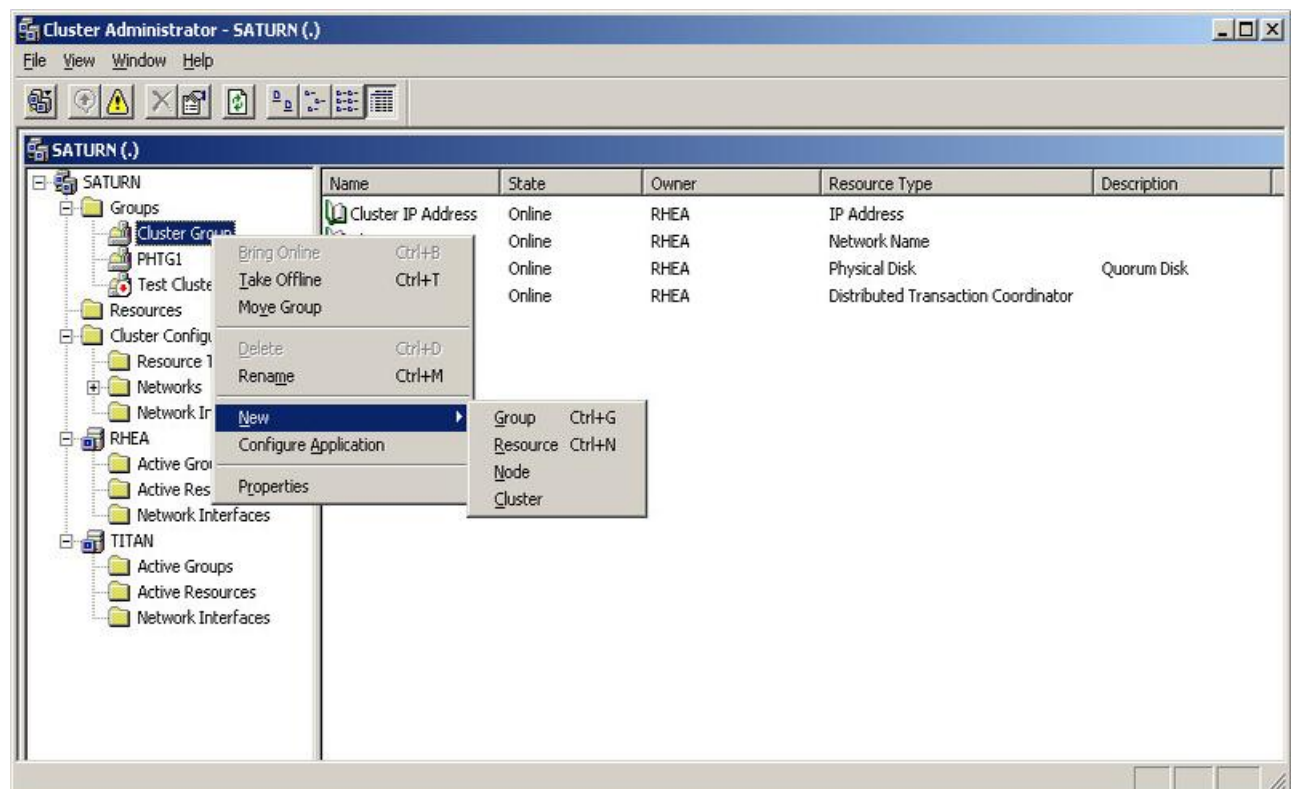 Cluster Administrator - SATURN (.)
File View Window Help
SATURN (.)
SATURN
Groups
Cluster Group
PHTG1
Test Cluste
Resources
Cluster Configu
Resource T
Networks
Network In
RHEA
Active Grou
Active Res
Network Interfaces
TITAN
Active Groups
Active Resources
Network Interfaces
Name State Owner Resource Type Description
Cluster IP Address Online RHEA IP Address
Online RHEA Network Name
Online RHEA Physical Disk Quorum Disk
Online RHEA Distributed Transaction Coordinator
Bring Online Ctrl+B
Take Offline Ctrl+T
Move Group
Delete Ctrl+D
Rename Ctrl+M
New
Configure Application
Properties
Group Ctrl+G
Resource Ctrl+N
Node
Cluster